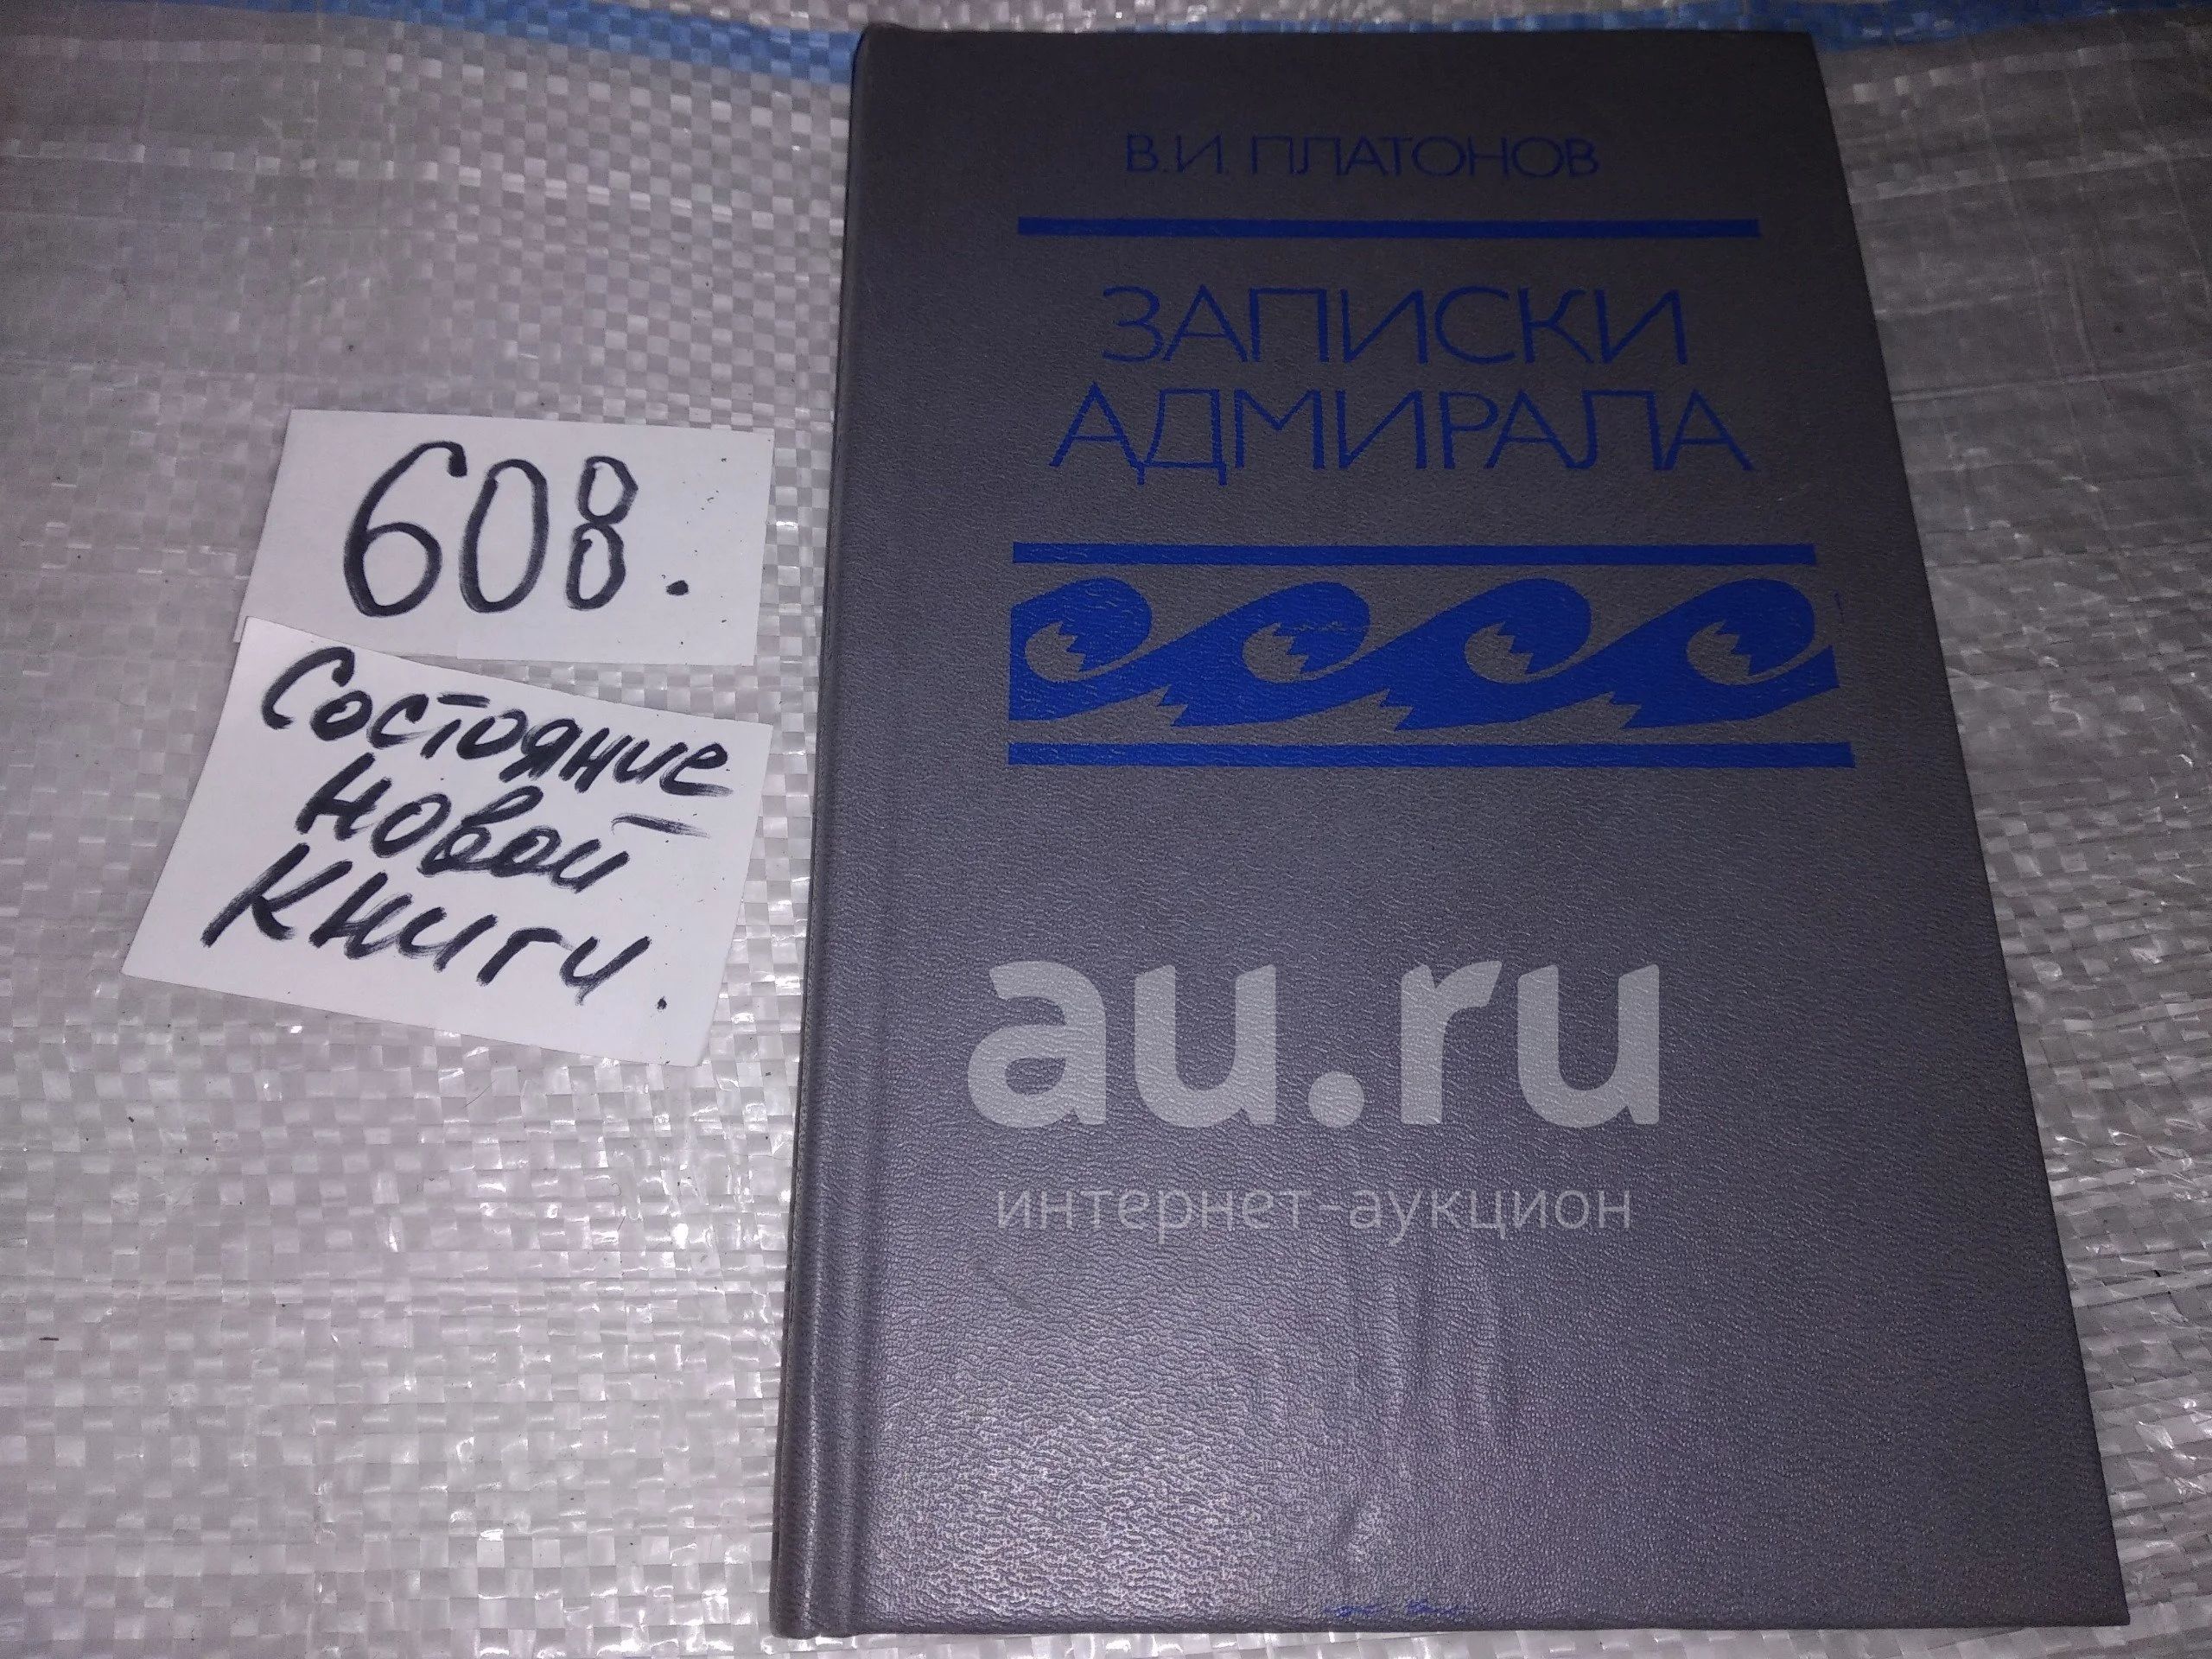 В.И. ПЛАТОНОВ
ЗАПИСКИ
АДМИРАЛА
608.
Состояние
новой
книги.
au.ru
интернет-аукцион